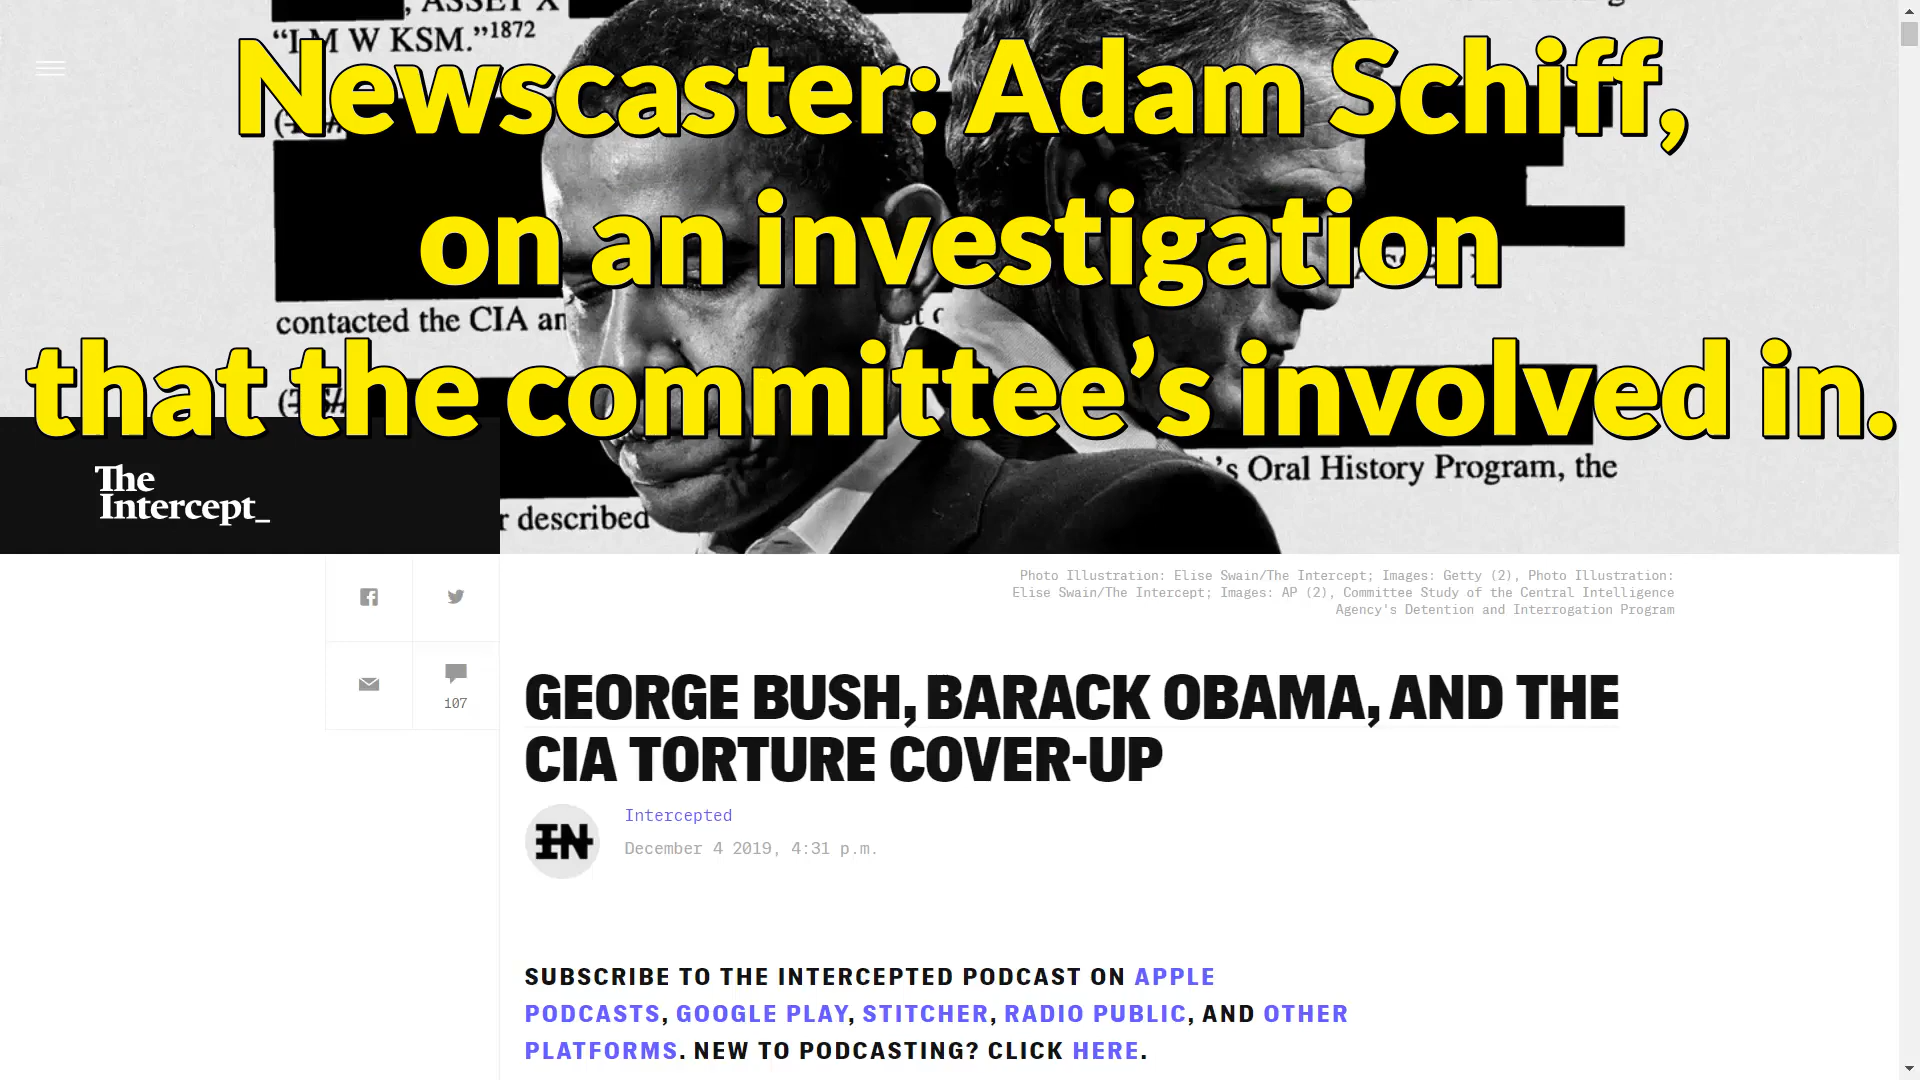 , ASSET X
“I M W KSM.”1872
Newscaster: Adam Schiff,
on an investigation
contacted the CIA an
that the committee’s involved in.
’s Oral History Program, the
r described
The
Intercept_
Photo Illustration: Elise Swain/The Intercept; Images: Getty (2), Photo Illustration:
Elise Swain/The Intercept; Images: AP (2), Committee Study of the Central Intelligence
Agency's Detention and Interrogation Program
107
GEORGE BUSH, BARACK OBAMA, AND THE
CIA TORTURE COVER-UP
IN
Intercepted
December 4 2019, 4:31 p.m.
SUBSCRIBE TO THE INTERCEPTED PODCAST ON APPLE
PODCASTS, GOOGLE PLAY, STITCHER, RADIO PUBLIC, AND OTHER
PLATFORMS. NEW TO PODCASTING? CLICK HERE.